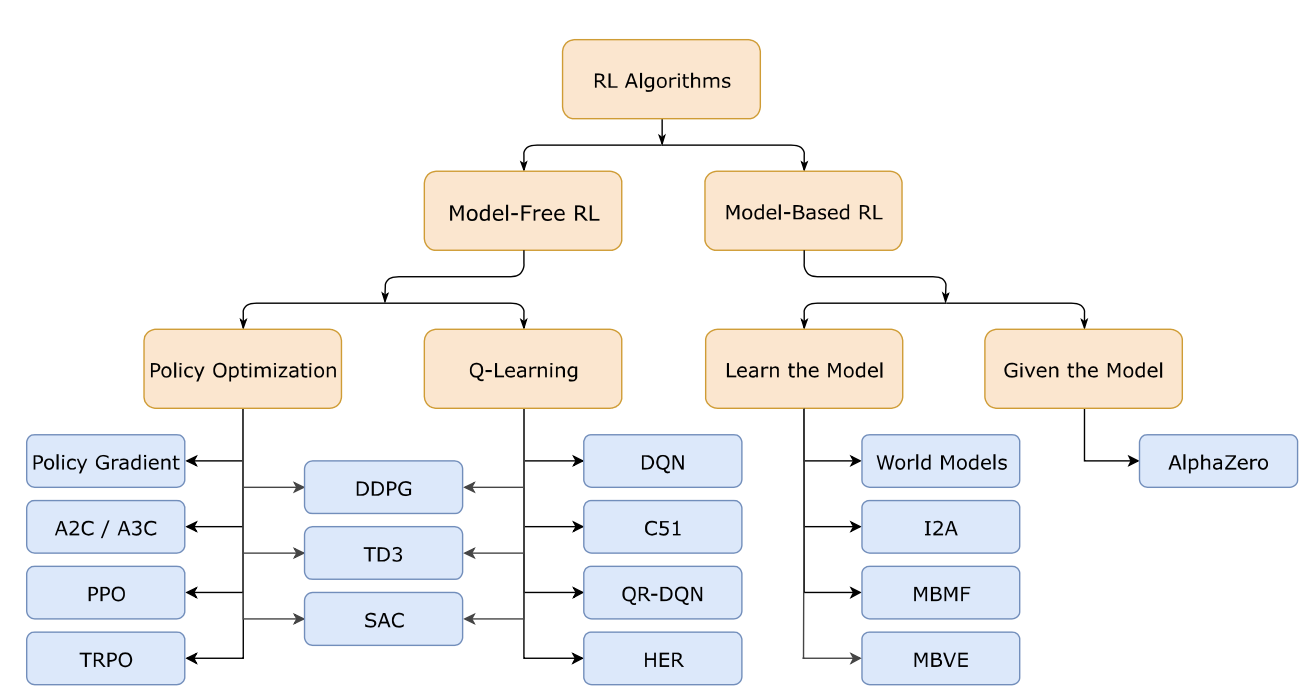 RL Algorithms
Model-Free RL
Model-Based RL
Policy Optimization
Q-Learning
Learn the Model
Given the Model
Policy Gradient
A2C / A3C
PPO
TRPO
DDPG
TD3
SAC
DQN
C51
QR-DQN
HER
World Models
I2A
MBMF
MBVE
AlphaZero